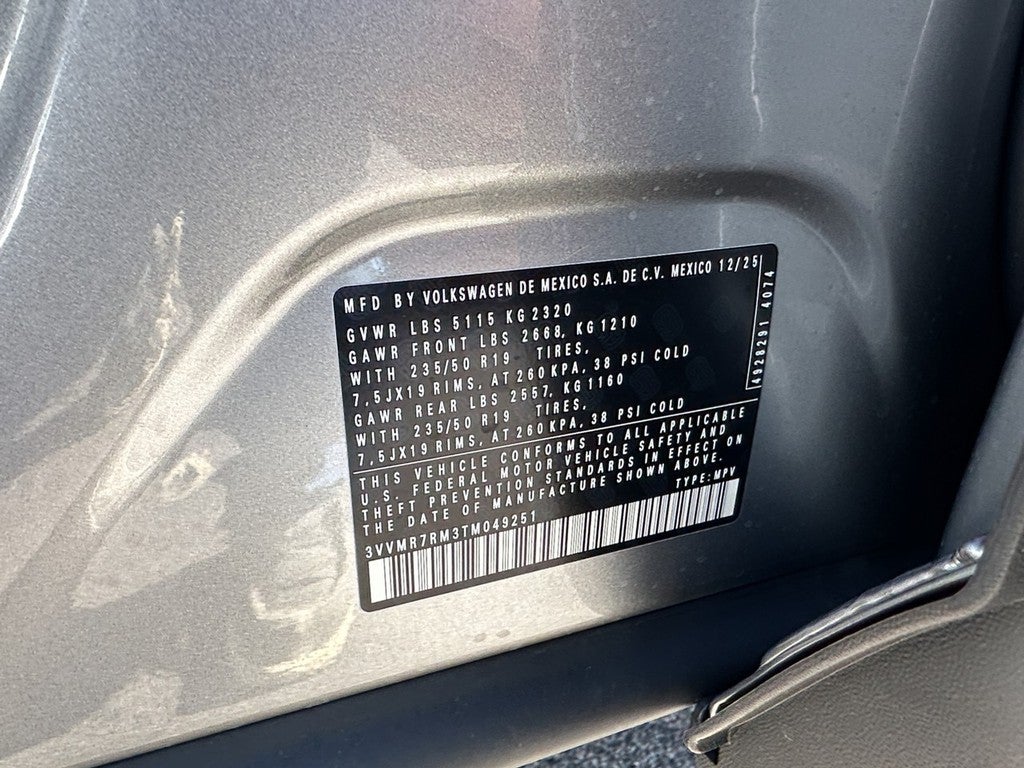 MFD BY VOLKSWAGEN DE MEXICO S.A. DE C.V. MEXICO 12/25
GVWR LBS 5115 KG 2320
GAWR FRONT LBS 2668, KG 1210
WITH 235/50 R19 TIRES,
7,5JX19 RIMS, AT 260 KPA, 38 PSI COLD
GAWR REAR LBS 2557, KG 1160
WITH 235/50 R19 TIRES,
7,5JX19 RIMS, AT 260 KPA, 38 PSI COLD
4928291 4074
THIS VEHICLE CONFORMS TO ALL APPLICABLE
U.S. FEDERAL MOTOR VEHICLE SAFETY AND
THEFT PREVENTION STANDARDS IN EFFECT ON
THE DATE OF MANUFACTURE SHOWN ABOVE.
3VVMR7RM3TM049251 TYPE: MPV